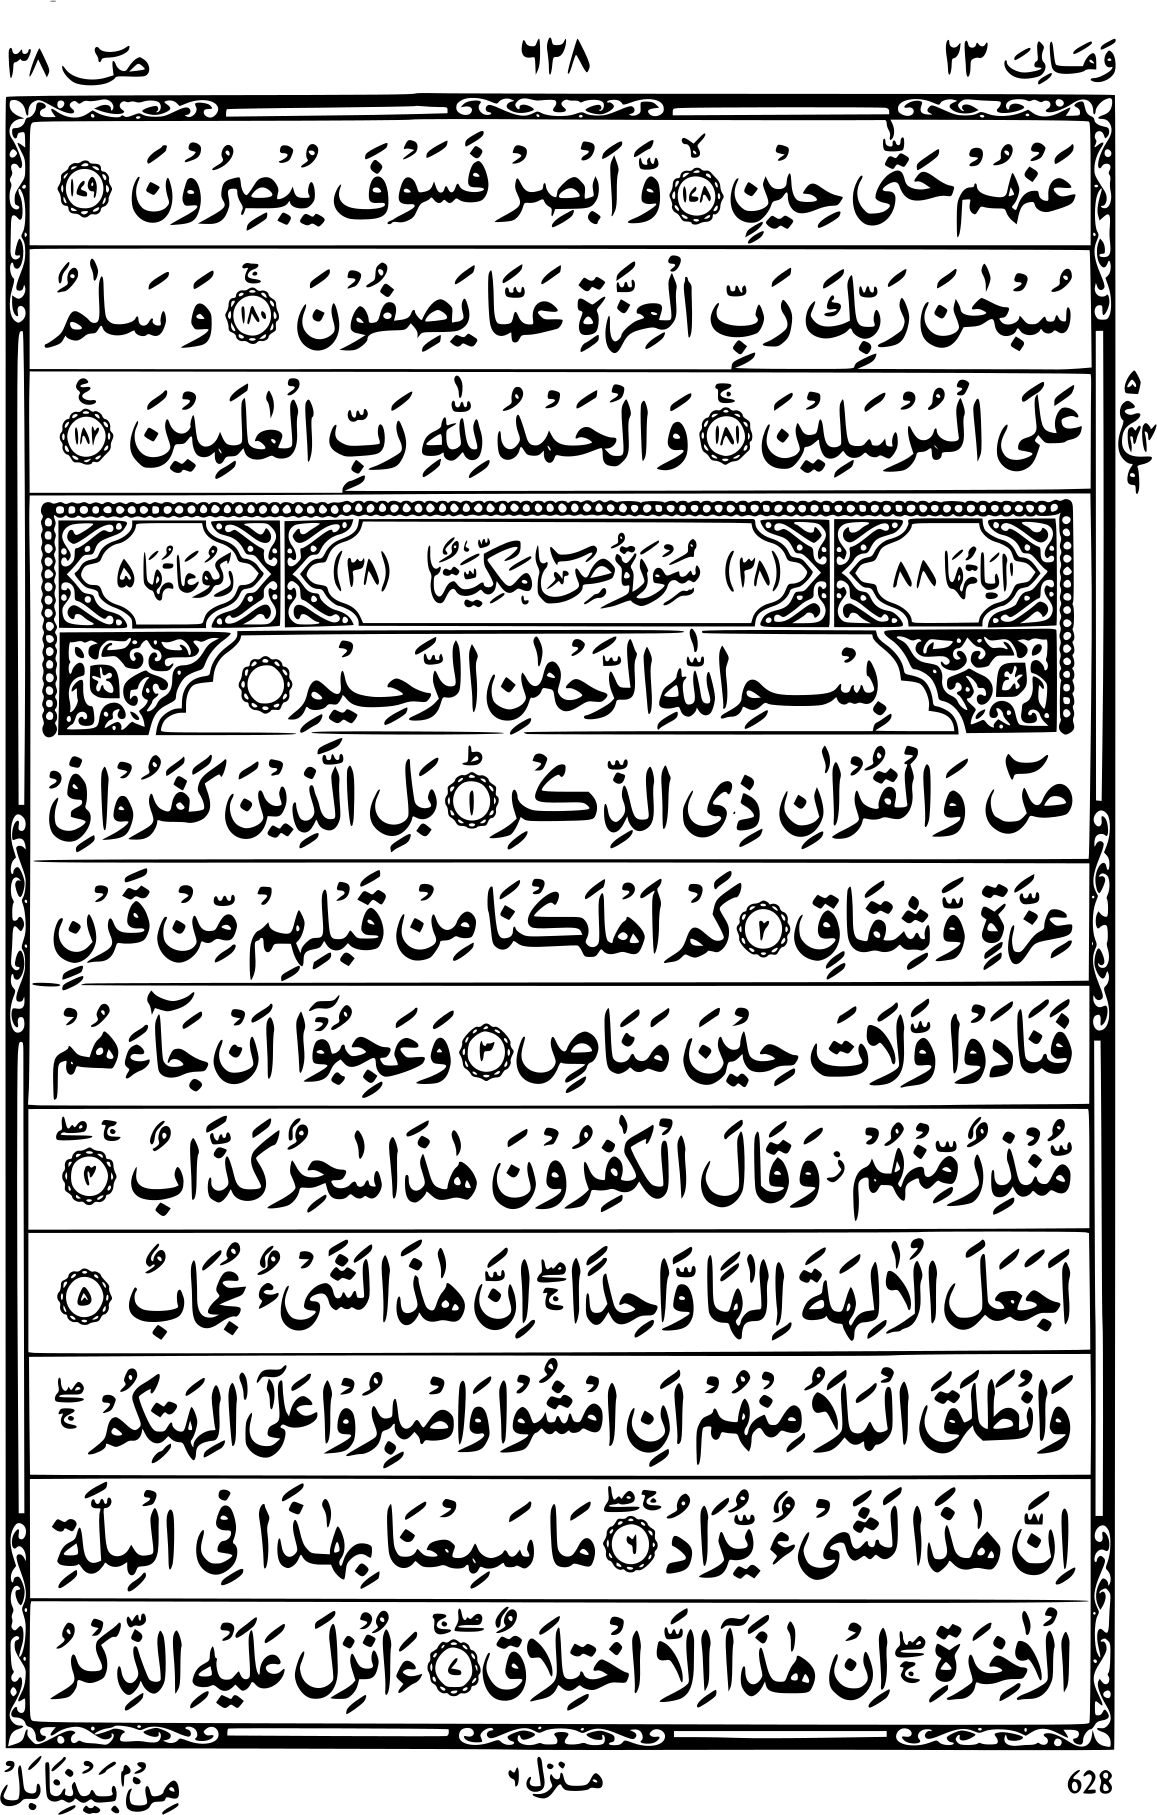 وَمَالِیَ ٢٣ ٦٢٨ صٓ ٣٨
عَنْهُمْ حَتّٰى حِيْنٍ ۙ‏﴿١٧٨﴾ وَّ اَبْصِرْ فَسَوْفَ يُبْصِرُوْنَ ﴿١٧٩﴾
سُبْحٰنَ رَبِّكَ رَبِّ الْعِزَّةِ عَمَّا يَصِفُوْنَ ۚ‏﴿١٨٠﴾ وَ سَلٰمٌ
عَلَى الْمُرْسَلِيْنَ ۚ‏﴿١٨١﴾ وَ الْحَمْدُ لِلّٰهِ رَبِّ الْعٰلَمِيْنَ ﴿١٨٢﴾ ع
٥ ع ٤٤ ٩
اٰيَاتُهَا ٨٨ (٣٨) سُوْرَةُ صٓ مَكِّيَّةٌ (٣٨) رُكُوْعَاتُهَا ٥
بِسْمِ اللّٰهِ الرَّحْمٰنِ الرَّحِيْمِ ۝
صٓ وَالْقُرْاٰنِ ذِى الذِّكْرِ ؕ‏﴿١﴾ بَلِ الَّذِيْنَ كَفَرُوْا فِىْ
عِزَّةٍ وَّشِقَاقٍ ﴿٢﴾ كَمْ اَهْلَكْنَا مِنْ قَبْلِهِمْ مِّنْ قَرْنٍ
فَنَادَوْا وَّلَاتَ حِيْنَ مَنَاصٍ ﴿٣﴾ وَعَجِبُوْۤا اَنْ جَآءَهُمْ
مُّنْذِرٌ مِّنْهُمْ ز وَقَالَ الْكٰفِرُوْنَ هٰذَا سٰحِرٌ كَذَّابٌ ۖۚ‏﴿٤﴾
اَجَعَلَ الْاٰلِهَةَ اِلٰهًا وَّاحِدًا ۖۚ اِنَّ هٰذَا لَشَىْءٌ عُجَابٌ ﴿٥﴾
وَانْطَلَقَ الْمَلَاُ مِنْهُمْ اَنِ امْشُوْا وَاصْبِرُوْا عَلٰٓى اٰلِهَتِكُمْ ۖۚ
اِنَّ هٰذَا لَشَىْءٌ يُّرَادُ ۖۚ‏﴿٦﴾ مَا سَمِعْنَا بِهٰذَا فِى الْمِلَّةِ
الْاٰخِرَةِ ۖۚ اِنْ هٰذَاۤ اِلَّا اخْتِلَاقٌ ۖۚ‏﴿٧﴾ ءَاُنْزِلَ عَلَيْهِ الذِّكْرُ
628 منزل ٦ مِنْۢ بَيْنِنَا بَلْ